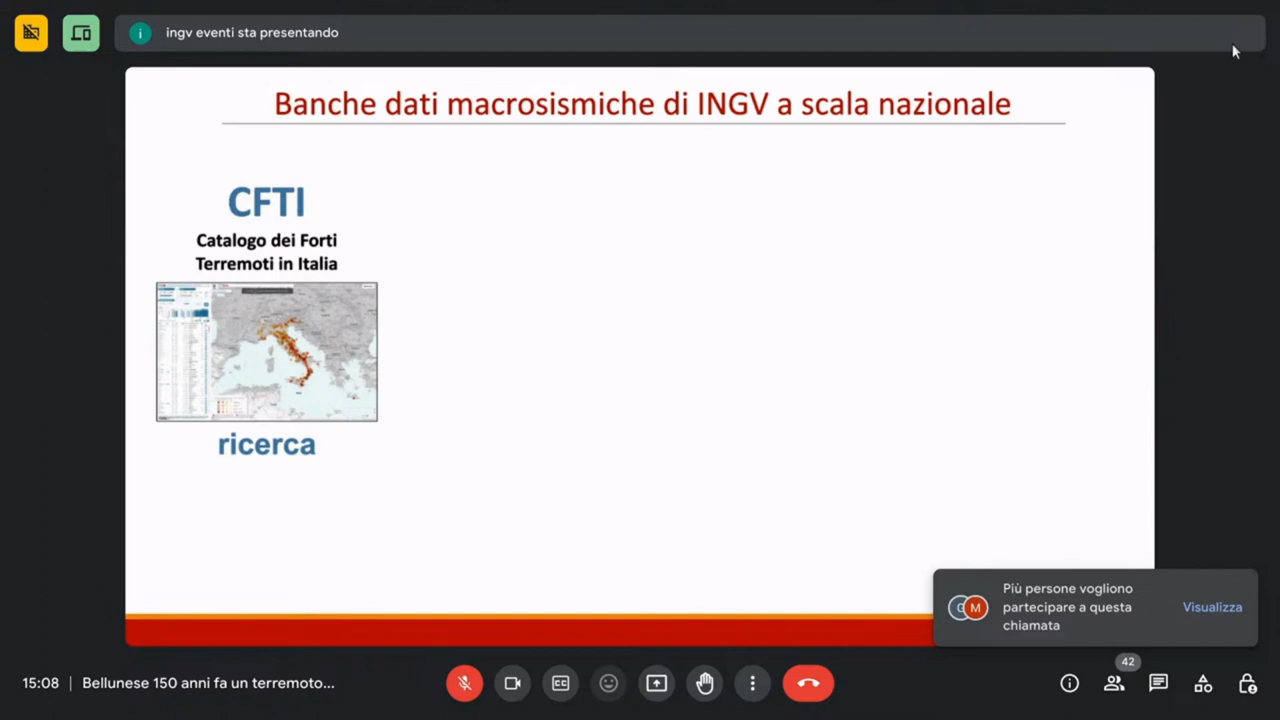 ingv eventi sta presentando
Banche dati macrosismiche di INGV a scala nazionale
CFTI
Catalogo dei Forti
Terremoti in Italia
ricerca
G M
Più persone vogliono
partecipare a questa
chiamata
Visualizza
42
15:08 | Bellunese 150 anni fa un terremoto...